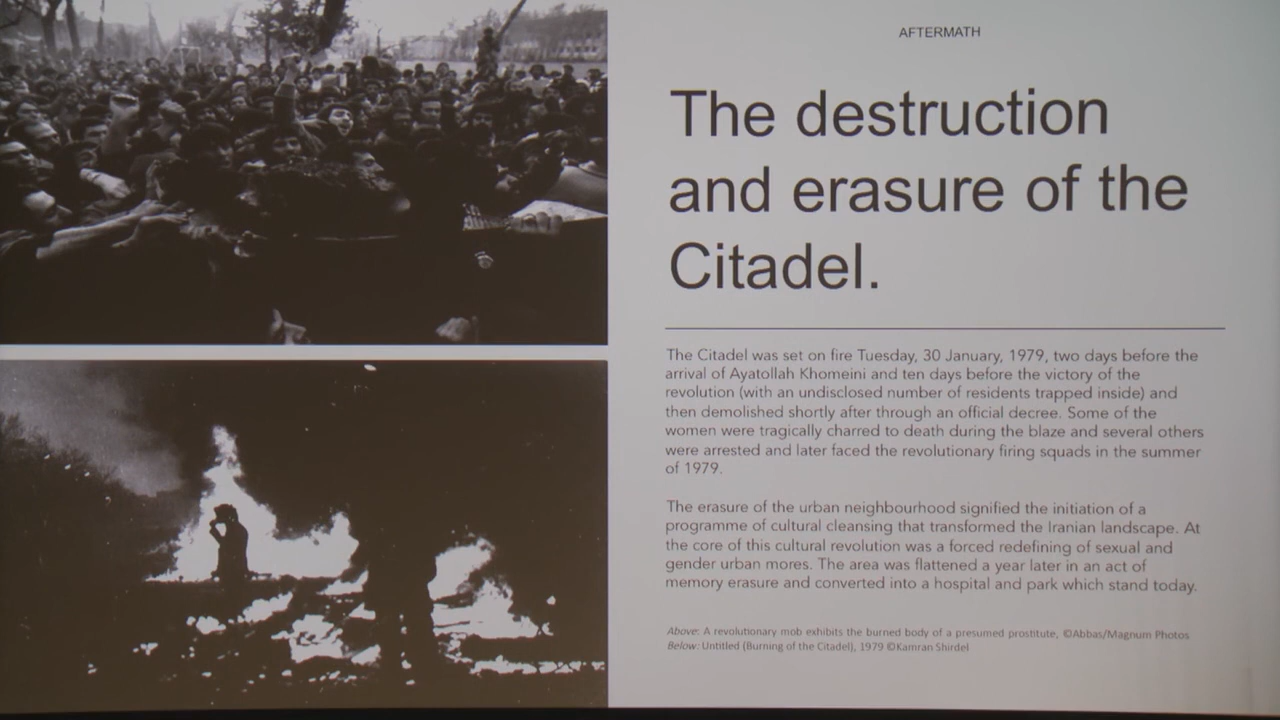 AFTERMATH
The destruction
and erasure of the
Citadel.
The Citadel was set on fire Tuesday, 30 January, 1979, two days before the
arrival of Ayatollah Khomeini and ten days before the victory of the
revolution (with an undisclosed number of residents trapped inside) and
then demolished shortly after through an official decree. Some of the
women were tragically charred to death during the blaze and several others
were arrested and later faced the revolutionary firing squads in the summer
of 1979.
The erasure of the urban neighbourhood signified the initiation of a
programme of cultural cleansing that transformed the Iranian landscape. At
the core of this cultural revolution was a forced redefining of sexual and
gender urban mores. The area was flattened a year later in an act of
memory erasure and converted into a hospital and park which stand today.
Above: A revolutionary mob exhibits the burned body of a presumed prostitute, ©Abbas/Magnum Photos
Below: Untitled (Burning of the Citadel), 1979 ©Kamran Shirdel